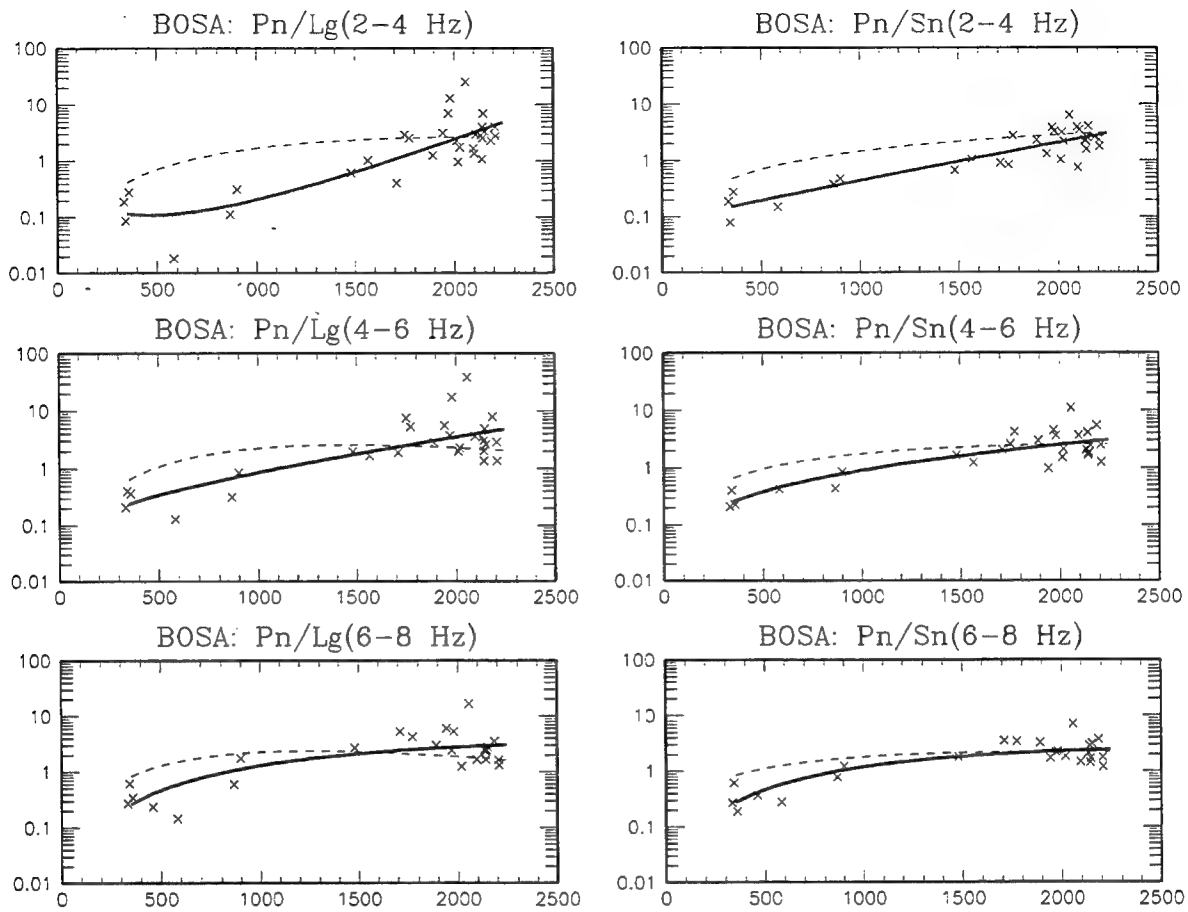 BOSA: Pn/Lg(2-4 Hz)
100
10
1
0.1
0.01
0 500 1000 1500 2000 2500
BOSA: Pn/Sn(2-4 Hz)
100
10
1
0.1
0.01
0 500 1000 1500 2000 2500
BOSA: Pn/Lg(4-6 Hz)
100
10
1
0.1
0.01
0 500 1000 1500 2000 2500
BOSA: Pn/Sn(4-6 Hz)
100
10
1
0.1
0.01
0 500 1000 1500 2000 2500
BOSA: Pn/Lg(6-8 Hz)
100
10
1
0.1
0.01
0 500 1000 1500 2000 2500
BOSA: Pn/Sn(6-8 Hz)
100
10
1
0.1
0.01
0 500 1000 1500 2000 2500